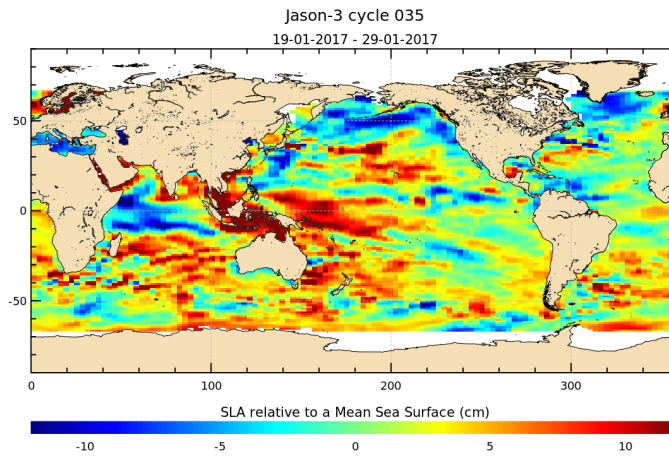 Jason-3 cycle 035
19-01-2017 - 29-01-2017
50
0
-50
0 100 200 300
SLA relative to a Mean Sea Surface (cm)
-10 -5 0 5 10